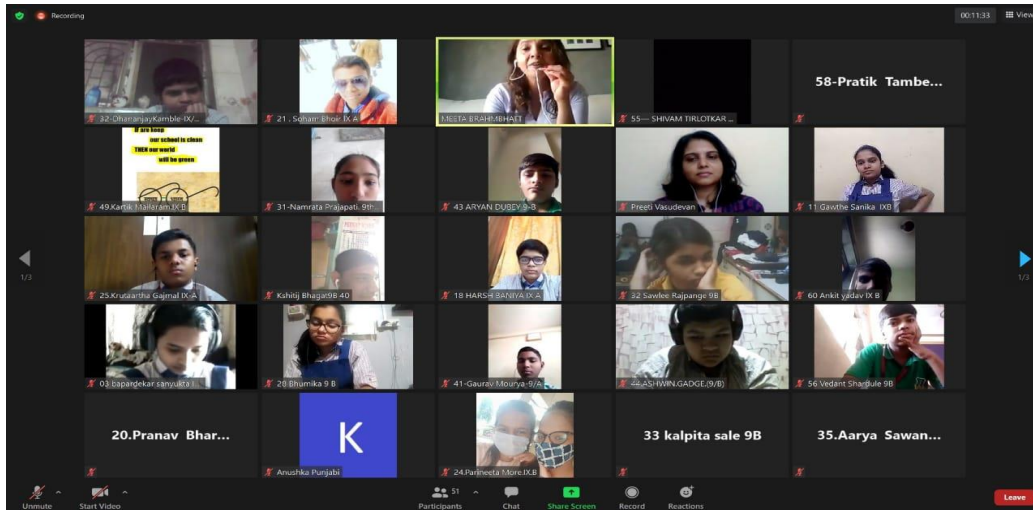 Recording
00:11:33
View
32-DhananjayKamble-IX/...
21 . Soham Bhoir IX A
MEETA BRAHMEHATT
55— SHIVAM TIRLOTKAR ...
58-Pratik Tambe...
If we keep
our school is clean
THEN our world
will be green
49.Kartik Mallaram.IX B
31-Namrata Prajapati. 9th...
43 ARYAN DUBEY 9-B
Preeti Vasudevan
11 Gawthe Sanika IXB
1/3
25.Krutaartha Gajmal IX-A
Kshitij Bhagat9B 40
18 HARSH BANIYA IX A
32 Sawlee Rajpange 9B
60 Ankit yadav IX B
1/3
03 bapardekar sanyukta I...
28 Bhumika 9 B
41-Gaurav Mourya-9/A
44.ASHWIN.GADGE.(9/B)
56 Vedant Shardule 9B
20.Pranav Bhar...
K
Anushka Punjabi
24.Parineeta More.IX.B
33 kalpita sale 9B
35.Aarya Sawan...
Unmute
Start Video
51
Participants
Chat
Share Screen
Record
Reactions
Leave